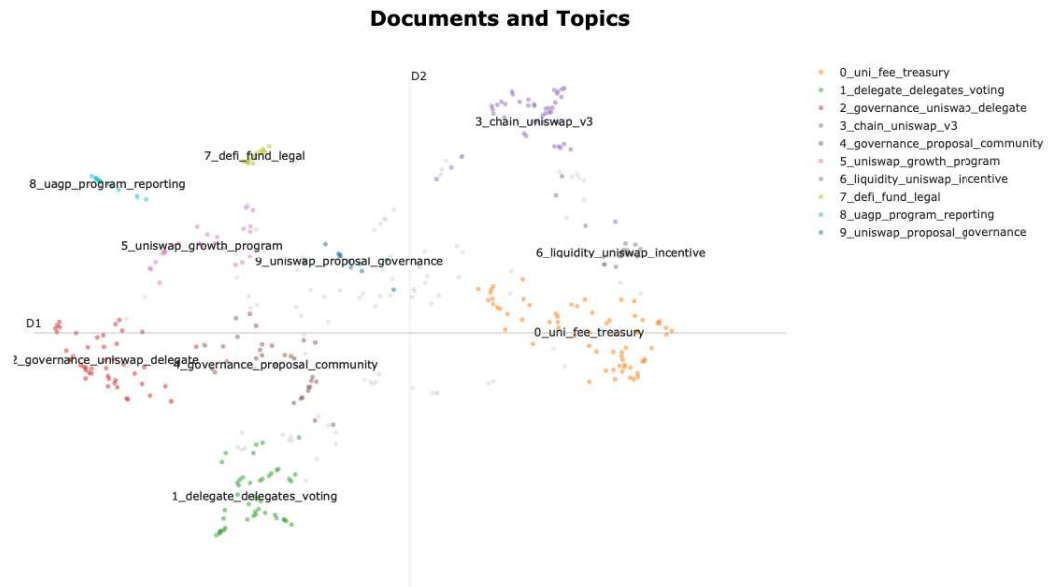 Documents and Topics
D2
3_chain_uniswap_v3
7_defi_fund_legal
8_uagp_program_reporting
5_uniswap_growth_program
9_uniswap_proposal_governance
6_liquidity_uniswap_incentive
D1
0_uni_fee_treasury
2_governance_uniswap_delegate
4_governance_proposal_community
1_delegate_delegates_voting
0_uni_fee_treasury
1_delegate_delegates_voting
2_governance_uniswap_delegate
3_chain_uniswap_v3
4_governance_proposal_community
5_uniswap_growth_program
6_liquidity_uniswap_incentive
7_defi_fund_legal
8_uagp_program_reporting
9_uniswap_proposal_governance